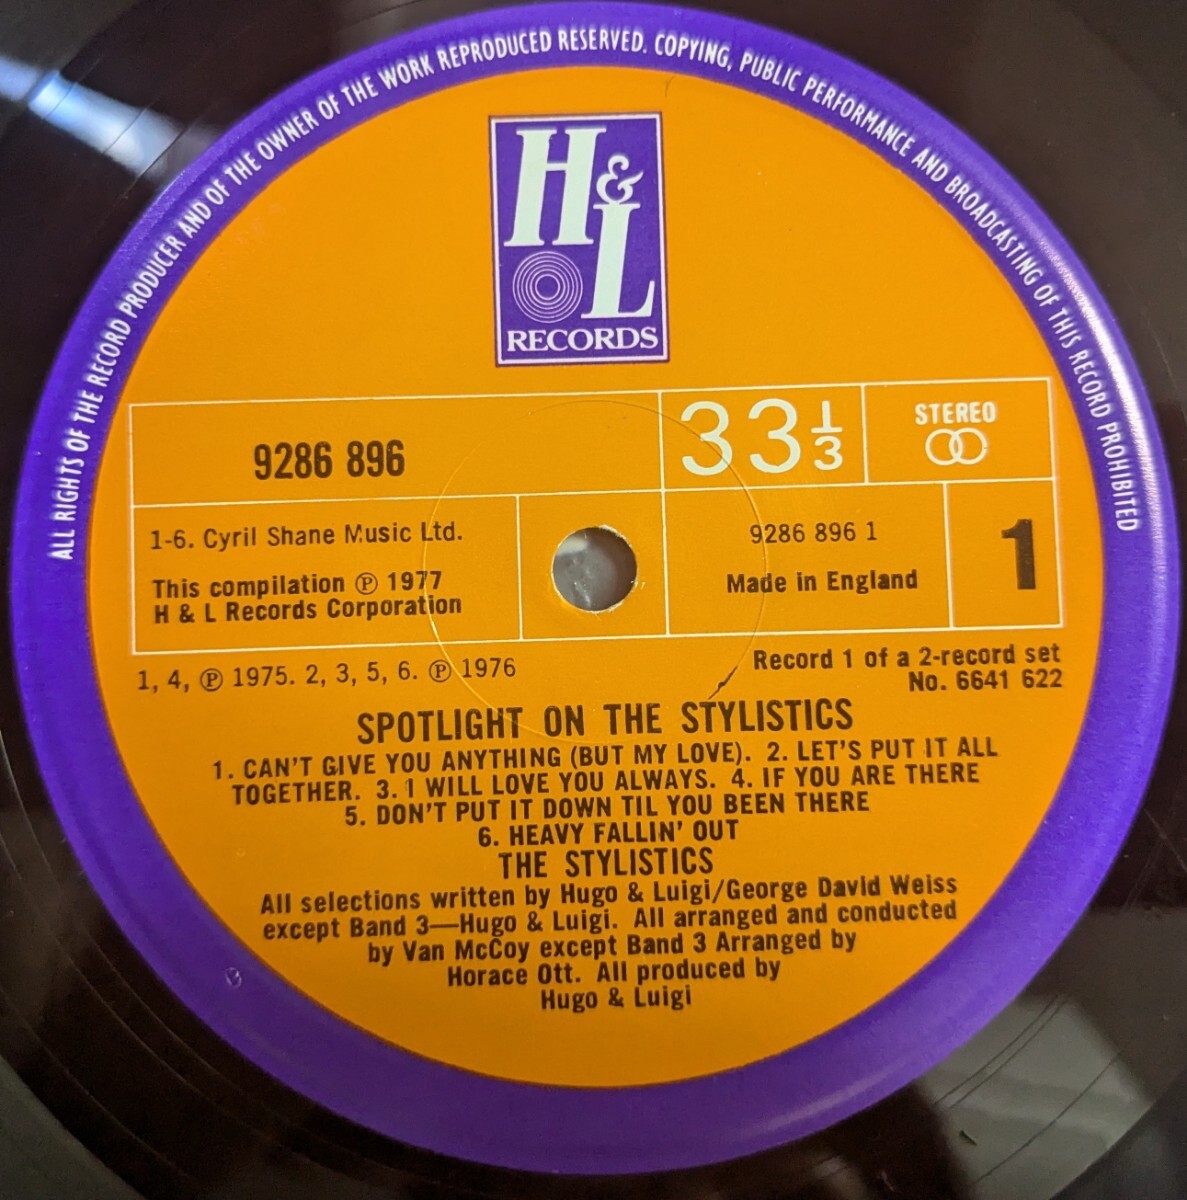 ALL RIGHTS OF THE RECORD PRODUCER AND OF THE OWNER OF THE WORK REPRODUCED RESERVED. COPYING, PUBLIC PERFORMANCE AND BROADCASTING OF THIS RECORD PROHIBITED
H&L
RECORDS
9286 896
33 1/3
STEREO
1-6. Cyril Shane Music Ltd.
This compilation ℗ 1977
H & L Records Corporation
9286 896 1
Made in England
1
1, 4, ℗ 1975. 2, 3, 5, 6. ℗ 1976
Record 1 of a 2-record set
No. 6641 622
SPOTLIGHT ON THE STYLISTICS
1. CAN'T GIVE YOU ANYTHING (BUT MY LOVE). 2. LET'S PUT IT ALL
TOGETHER. 3. I WILL LOVE YOU ALWAYS. 4. IF YOU ARE THERE
5. DON'T PUT IT DOWN TIL YOU BEEN THERE
6. HEAVY FALLIN' OUT
THE STYLISTICS
All selections written by Hugo & Luigi/George David Weiss
except Band 3—Hugo & Luigi. All arranged and conducted
by Van McCoy except Band 3 Arranged by
Horace Ott. All produced by
Hugo & Luigi